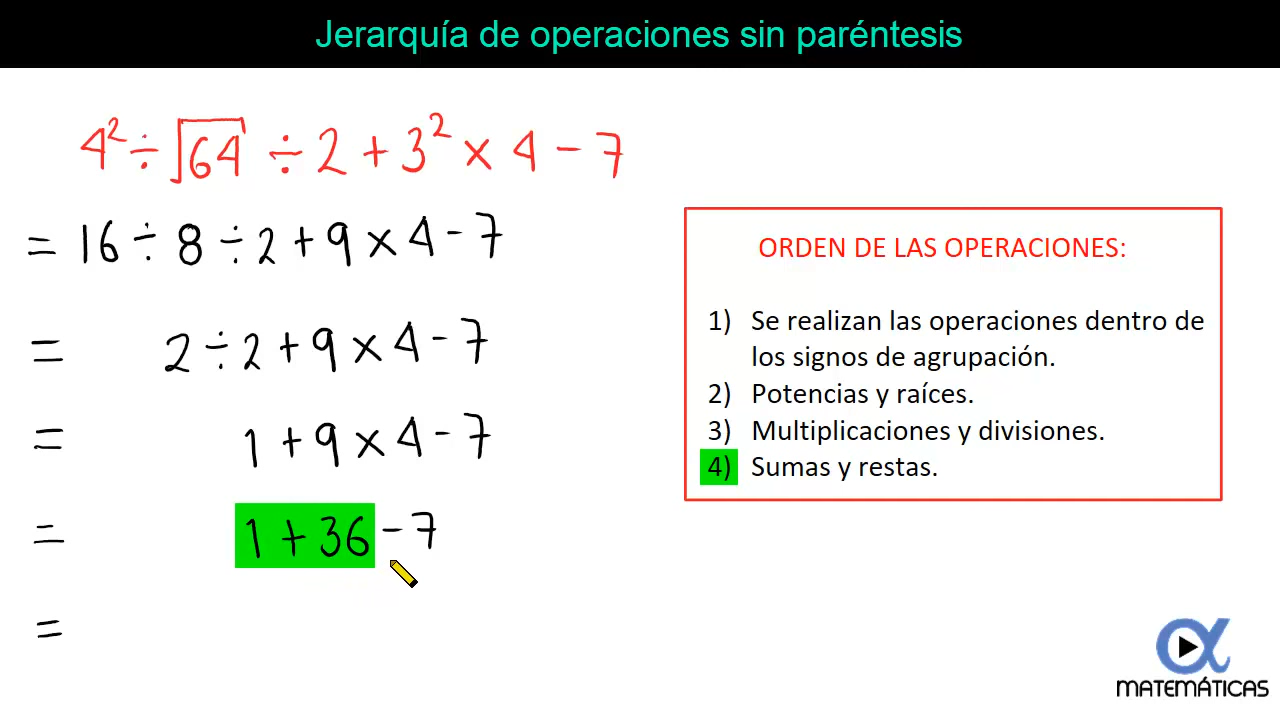 Jerarquía de operaciones sin paréntesis
4² ÷ √64 ÷ 2 + 3² × 4 − 7
= 16 ÷ 8 ÷ 2 + 9 × 4 − 7
= 2 ÷ 2 + 9 × 4 − 7
= 1 + 9 × 4 − 7
= 1 + 36 − 7
=
ORDEN DE LAS OPERACIONES:
1) Se realizan las operaciones dentro de
los signos de agrupación.
2) Potencias y raíces.
3) Multiplicaciones y divisiones.
4) Sumas y restas.
MATEMÁTICAS